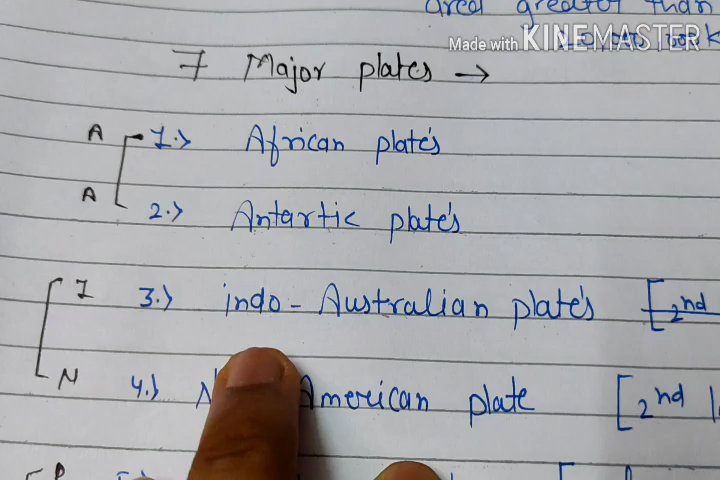 area greater than
Made with KINEMASTER
7 Major plates →
A 1.> African plate's
A 2.> Antartic plate's
I 3.> indo - Australian plate's [2nd
N 4.> American plate [2nd
P